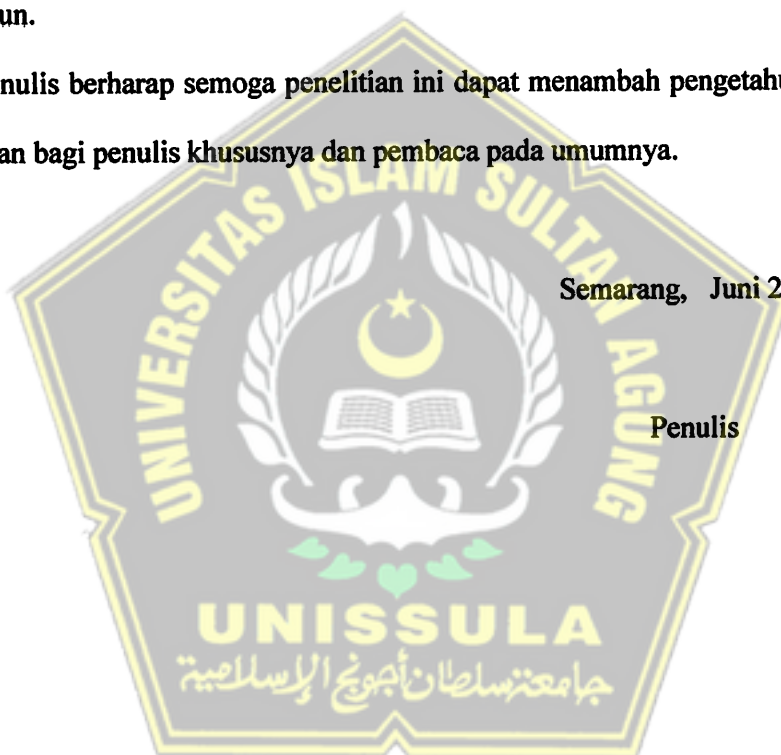 un.
nulis berharap semoga penelitian ini dapat menambah pengetahu
an bagi penulis khususnya dan pembaca pada umumnya.
UNIVERSITAS ISLAM SULTAN AGUNG
Semarang, Juni 2
Penulis
UNISSULA
جامعة سلطان أجونج الإسلامية